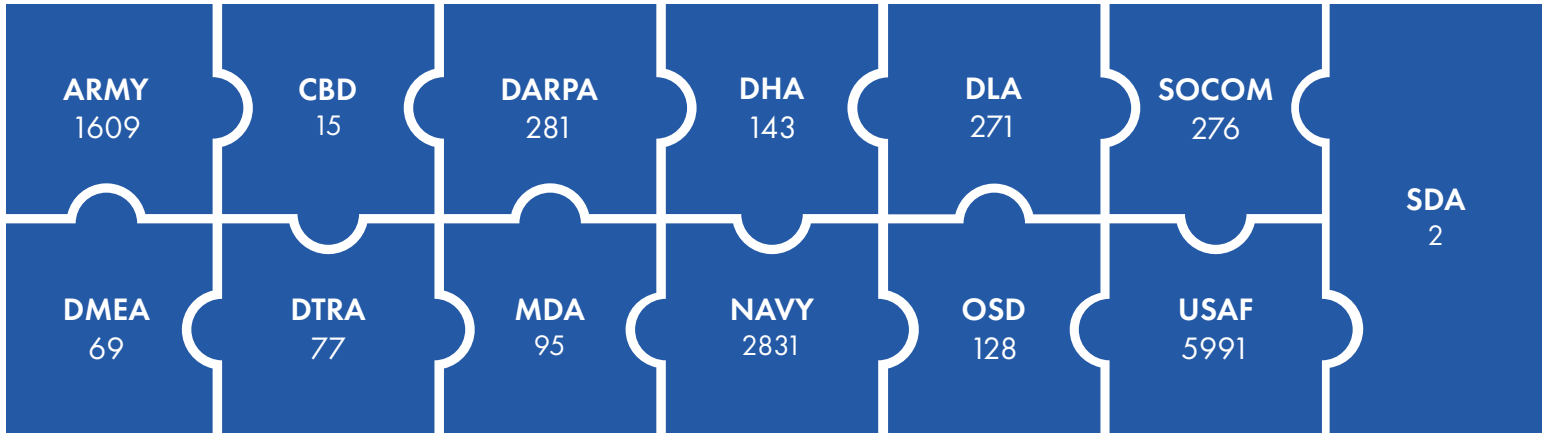 ARMY
1609
CBD
15
DARPA
281
DHA
143
DLA
271
SOCOM
276
SDA
2
DMEA
69
DTRA
77
MDA
95
NAVY
2831
OSD
128
USAF
5991